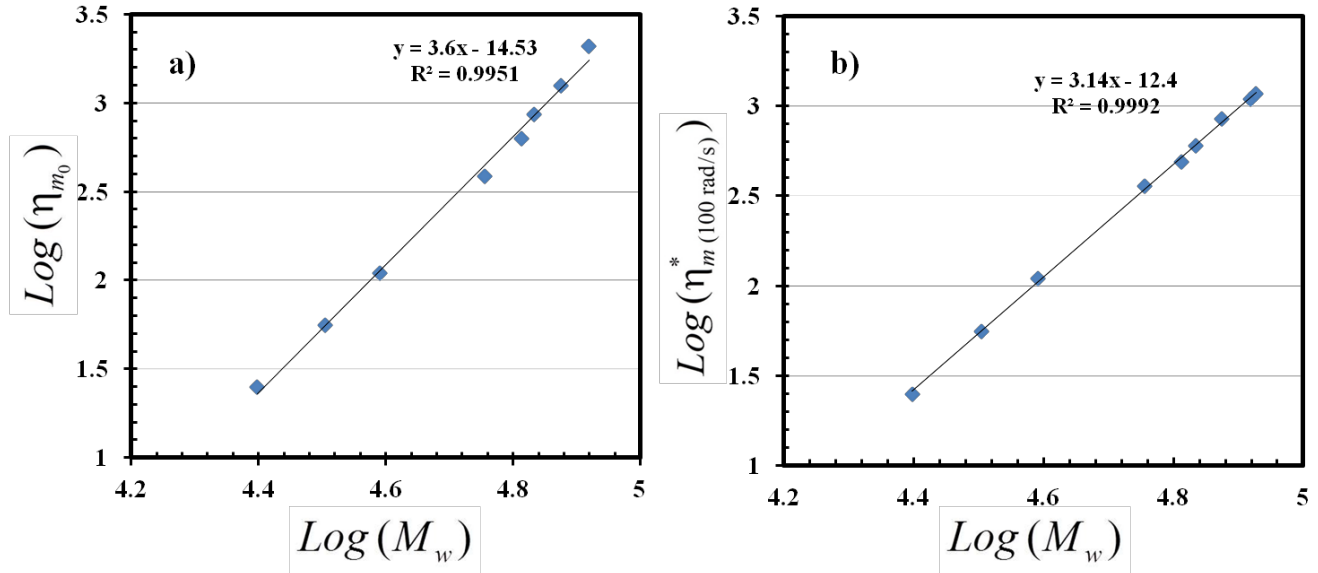 a)
y = 3.6x - 14.53
R² = 0.9951
Log (η_{m_0})
3.5
3
2.5
2
1.5
1
4.2 4.4 4.6 4.8 5
Log (M_w)
b)
y = 3.14x - 12.4
R² = 0.9992
Log (η^*_{m (100 rad/s)})
3.5
3
2.5
2
1.5
1
4.2 4.4 4.6 4.8 5
Log (M_w)